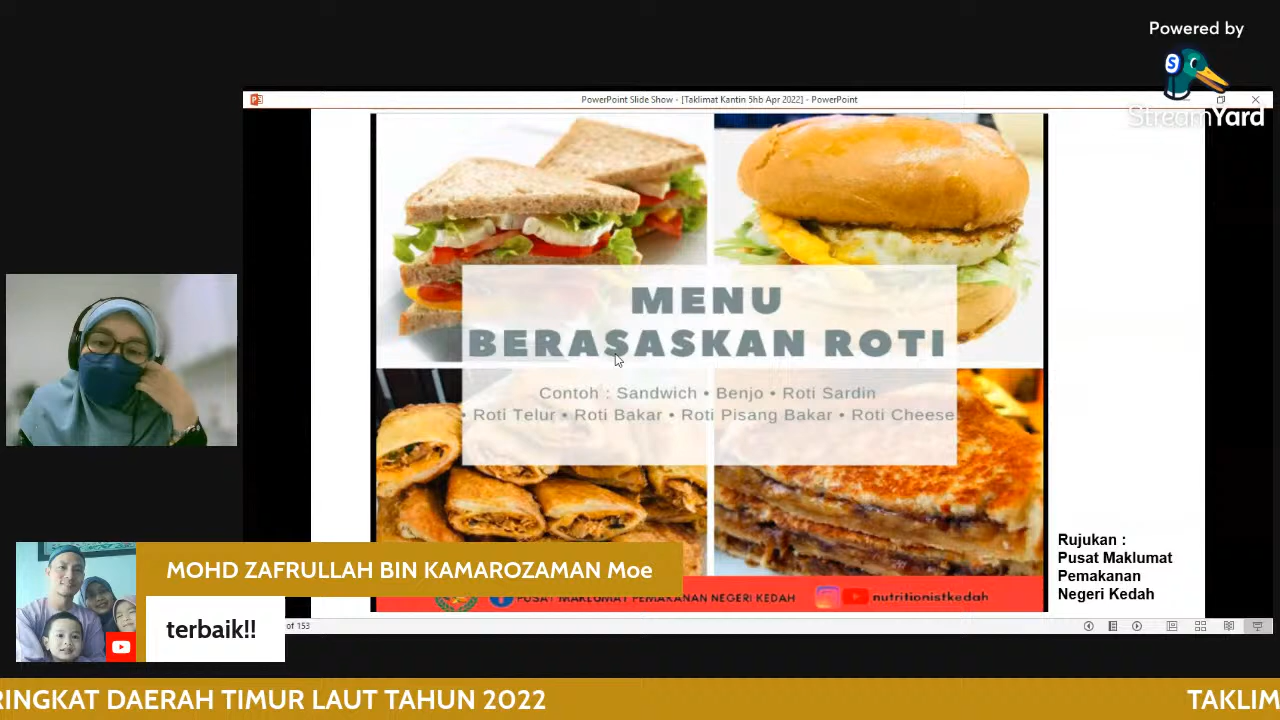 Powered by
StreamYard
PowerPoint Slide Show - [Taklimat Kantin 5hb Apr 2022] - PowerPoint
MENU
BERASASKAN ROTI
Contoh : Sandwich • Benjo • Roti Sardin
• Roti Telur • Roti Bakar • Roti Pisang Bakar • Roti Cheese
Rujukan :
Pusat Maklumat
Pemakanan
Negeri Kedah
PUSAT MAKLUMAT PEMAKANAN NEGERI KEDAH
nutritionistkedah
MOHD ZAFRULLAH BIN KAMAROZAMAN Moe
terbaik!!
of 153
RINGKAT DAERAH TIMUR LAUT TAHUN 2022
TAKLIM